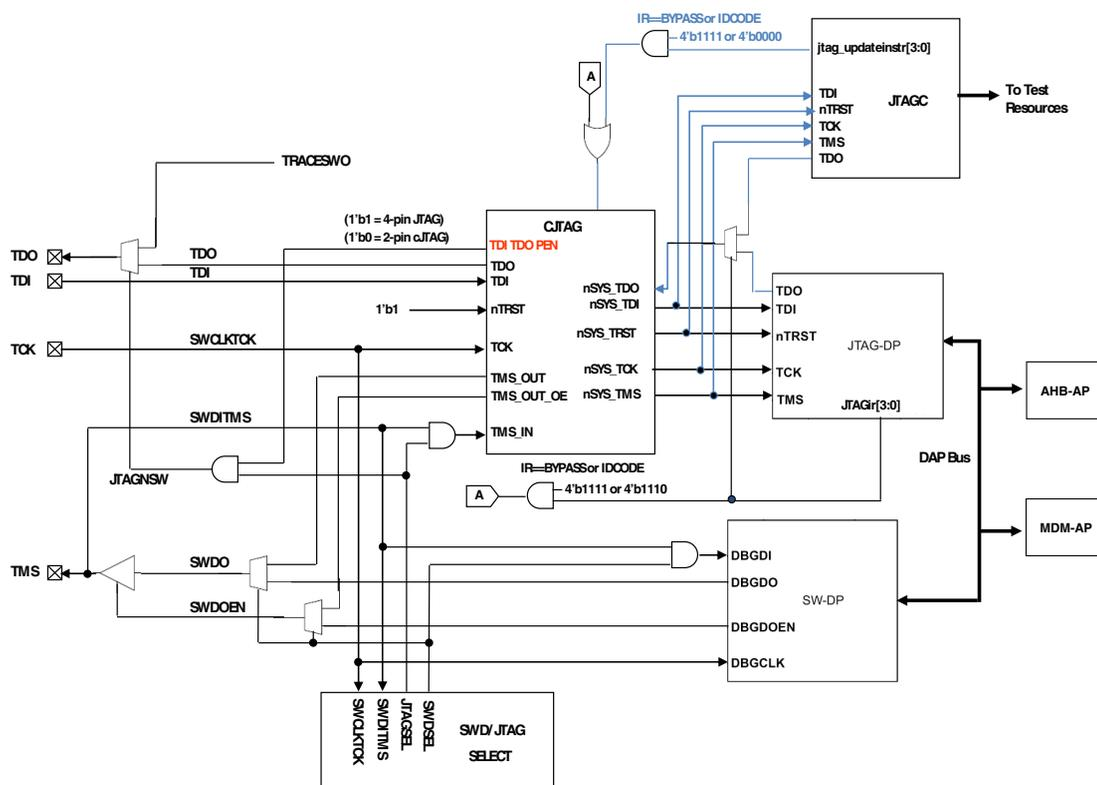 IR==BYPASS or IDCODE
4'b1111 or 4'b0000
jtag_updateinstr[3:0]
A
TDI
nTRST
TCK
TMS
TDO
JTAGC
To Test
Resources
TRACESWO
(1'b1 = 4-pin JTAG)
(1'b0 = 2-pin cJTAG)
CJTAG
TDI TDO PEN
TDO
TDO
TDO
TDI
TDI
TDI
nSYS_TDO
nSYS_TDI
1'b1
nTRST
nSYS_TRST
TCK
SWCLKTCK
TCK
nSYS_TCK
TMS_OUT
TMS_OUT_OE
nSYS_TMS
SWDITMS
TMS_IN
TDO
TDI
nTRST
JTAG-DP
TCK
TMS
JTAGir[3:0]
AHB-AP
DAP Bus
MDM-AP
JTAGNSW
IR==BYPASS or IDCODE
A
4'b1111 or 4'b1110
TMS
SWDO
SWDOEN
DBGDI
DBGDO
SW-DP
DBGDOEN
DBGCLK
SWCLKTCK
SWDITMS
JTAGSEL
SWDSEL
SWD/JTAG
SELECT